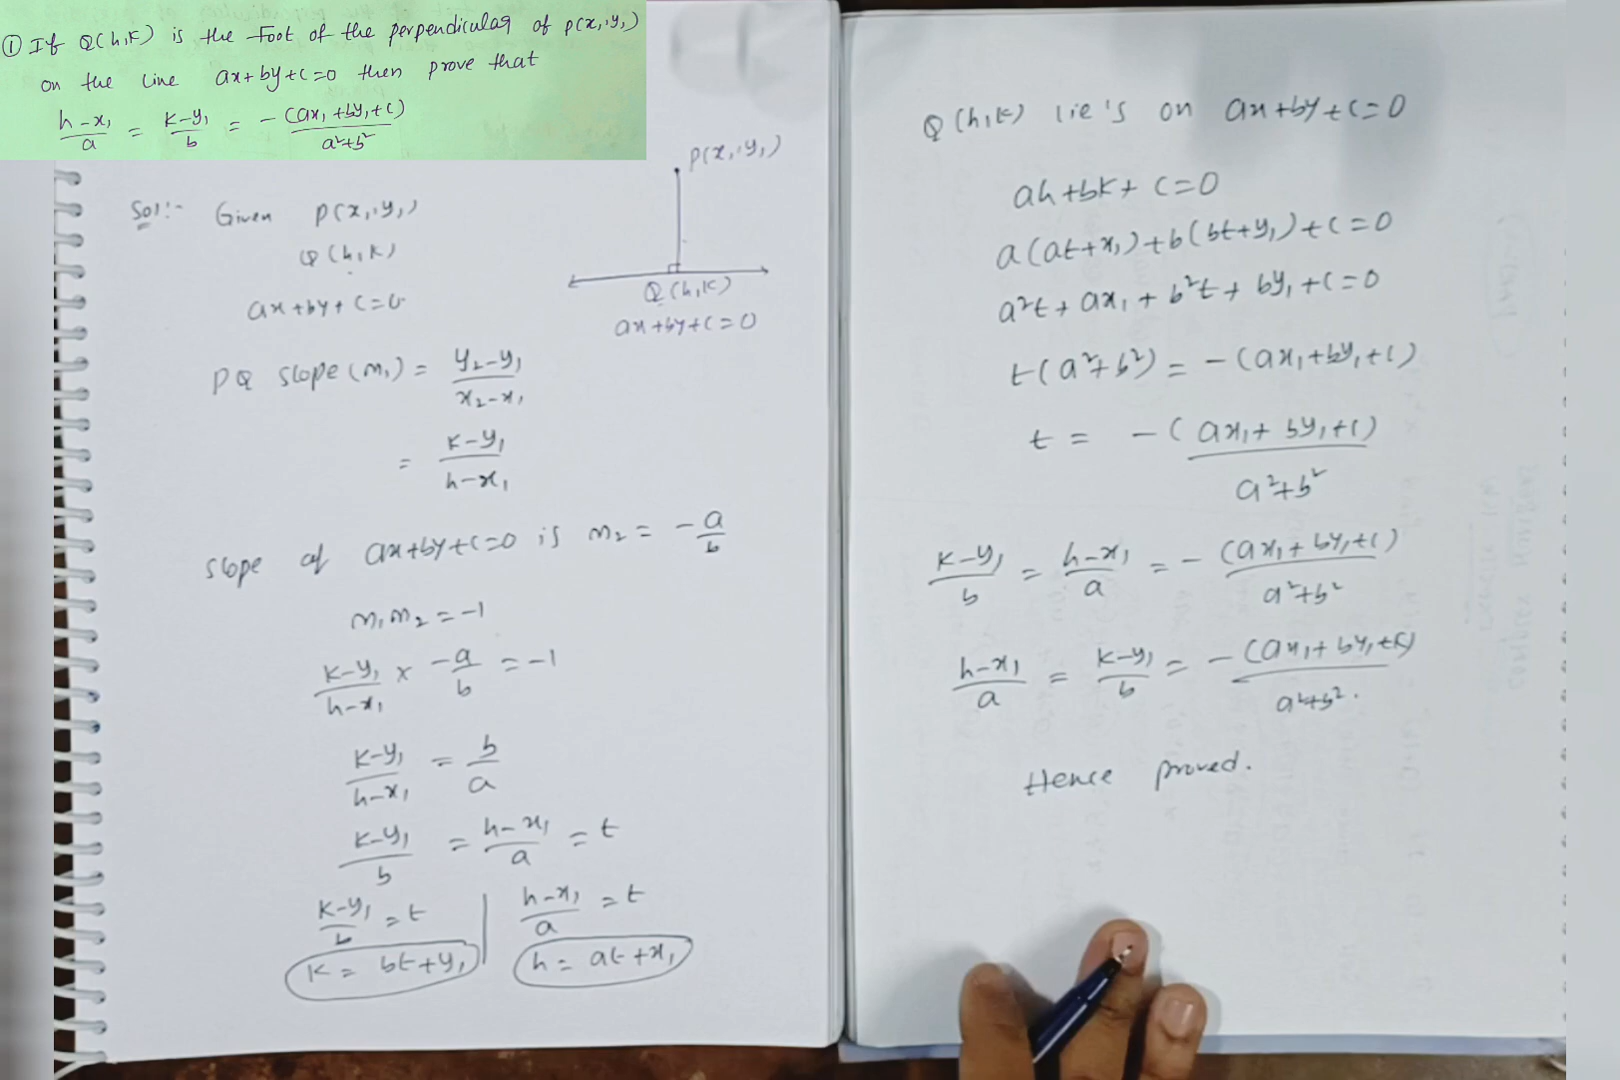 ① If Q(h,k) is the Foot of the perpendicular of P(x₁,y₁)
on the line ax+by+c=0 then prove that
(h-x₁)/a = (k-y₁)/b = -(ax₁+by₁+c)/(a²+b²)
Sol:- Given P(x₁,y₁)
Q(h,k)
ax+by+c=0
P(x₁,y₁)
Q(h,k)
ax+by+c=0
PQ slope(m₁) = (y₂-y₁)/(x₂-x₁)
= (k-y₁)/(h-x₁)
slope of ax+by+c=0 is m₂ = -a/b
m₁m₂=-1
(k-y₁)/(h-x₁) x -a/b = -1
(k-y₁)/(h-x₁) = b/a
(k-y₁)/b = (h-x₁)/a = t
(k-y₁)/b = t | (h-x₁)/a = t
k = bt+y₁ | h = at+x₁
Q(h,k) lie's on ax+by+c=0
ah+bk+c=0
a(at+x₁)+b(bt+y₁)+c=0
a²t+ax₁+b²t+by₁+c=0
t(a²+b²) = -(ax₁+by₁+c)
t = -(ax₁+by₁+c)/(a²+b²)
(k-y₁)/b = (h-x₁)/a = -(ax₁+by₁+c)/(a²+b²)
(h-x₁)/a = (k-y₁)/b = -(ax₁+by₁+c)/(a²+b²).
Hence proved.